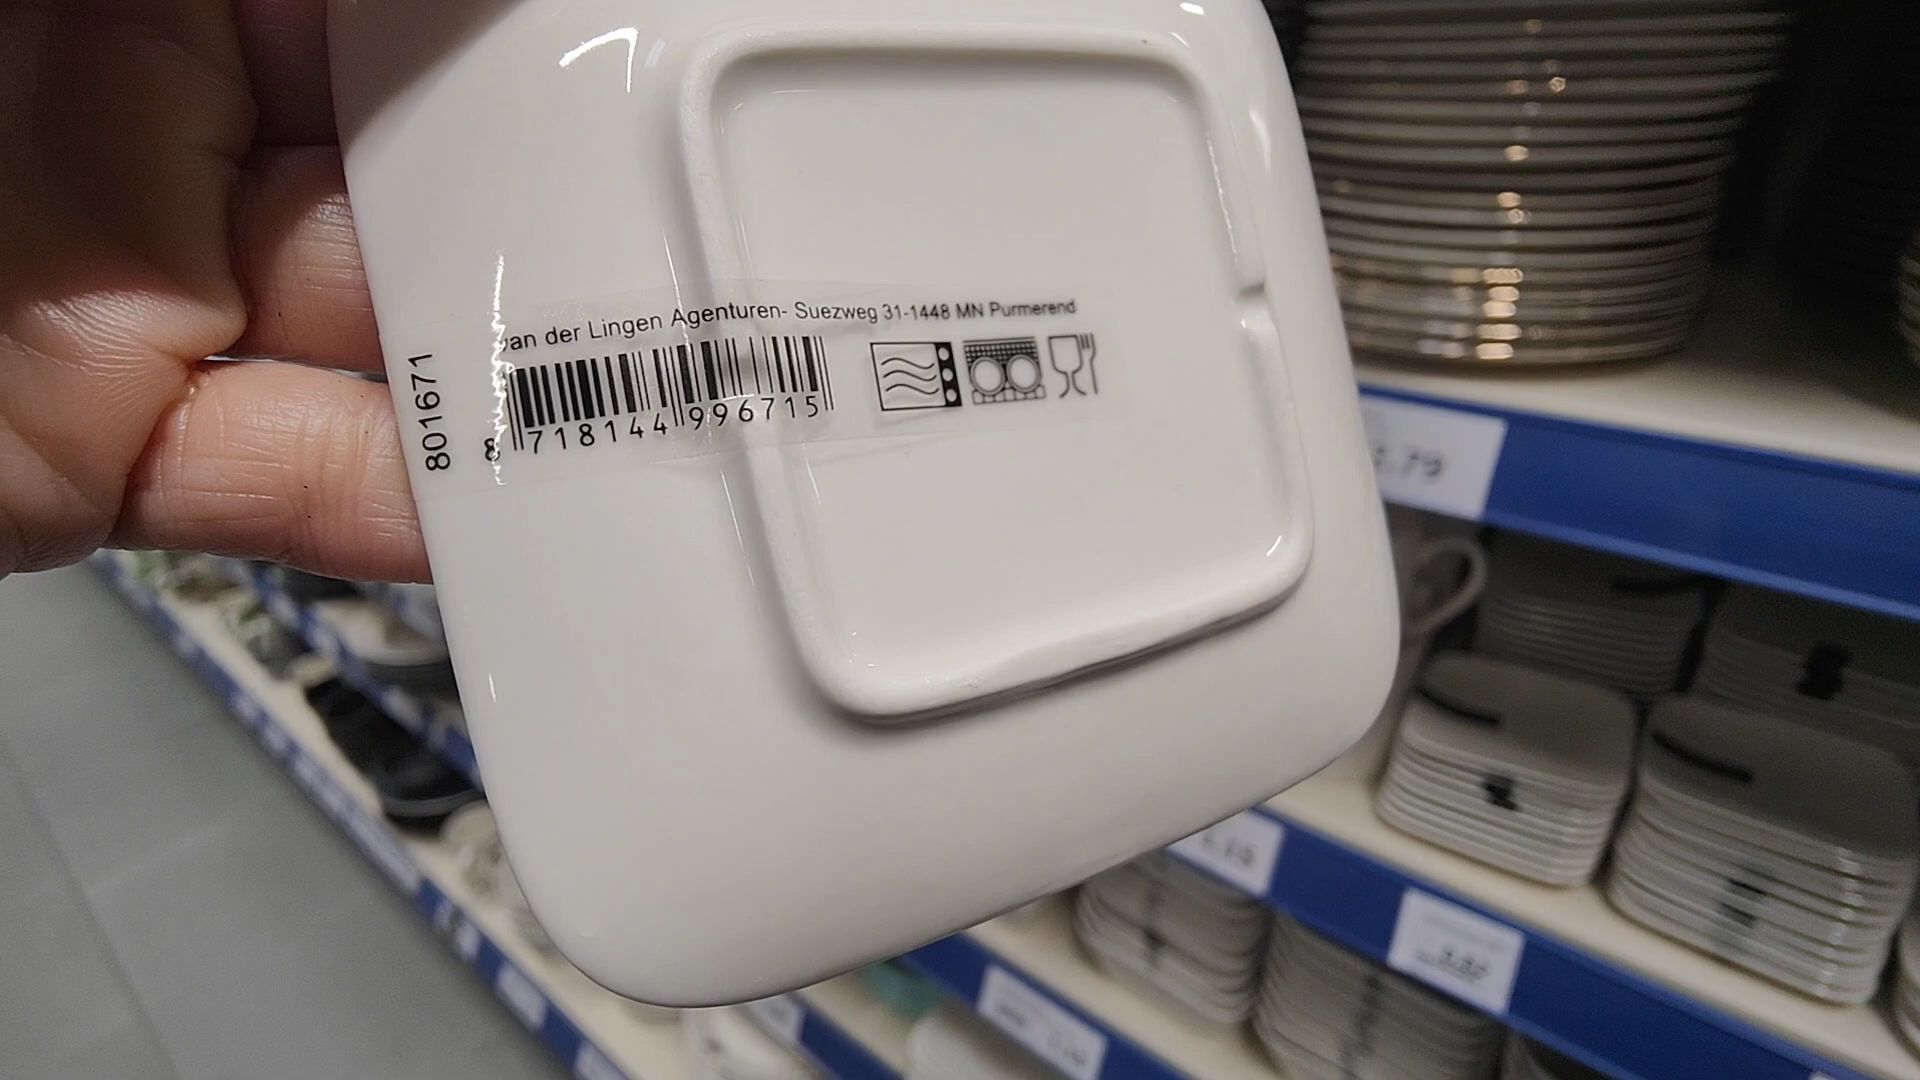 van der Lingen Agenturen- Suezweg 31-1448 MN Purmerend
801671
8 718144 996715